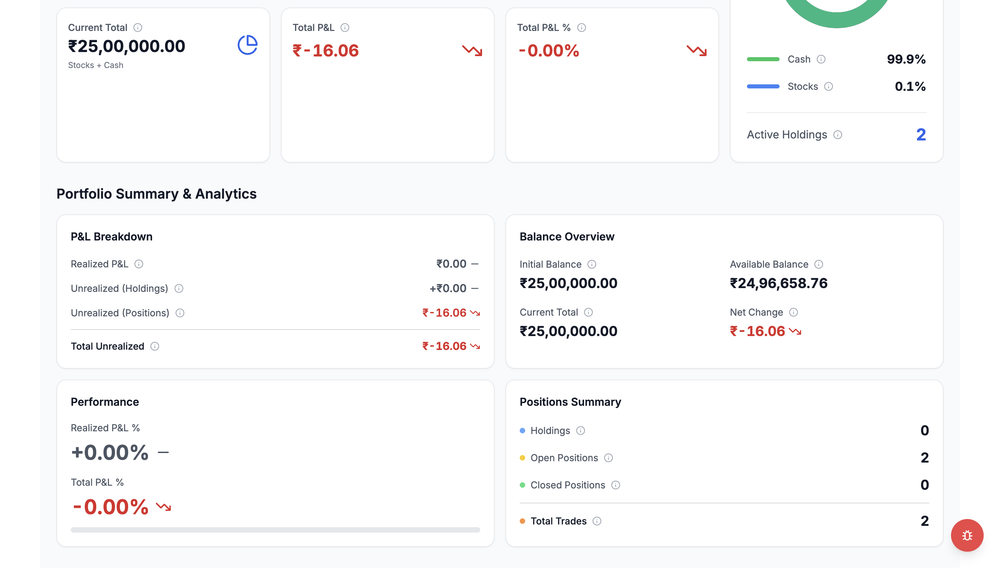 Current Total
₹25,00,000.00
Stocks + Cash
Total P&L
₹-16.06
Total P&L %
-0.00%
Cash 99.9%
Stocks 0.1%
Active Holdings 2
Portfolio Summary & Analytics
P&L Breakdown
Realized P&L ₹0.00
Unrealized (Holdings) +₹0.00
Unrealized (Positions) ₹-16.06
Total Unrealized ₹-16.06
Balance Overview
Initial Balance
₹25,00,000.00
Available Balance
₹24,96,658.76
Current Total
₹25,00,000.00
Net Change
₹-16.06
Performance
Realized P&L %
+0.00%
Total P&L %
-0.00%
Positions Summary
Holdings 0
Open Positions 2
Closed Positions 0
Total Trades 2